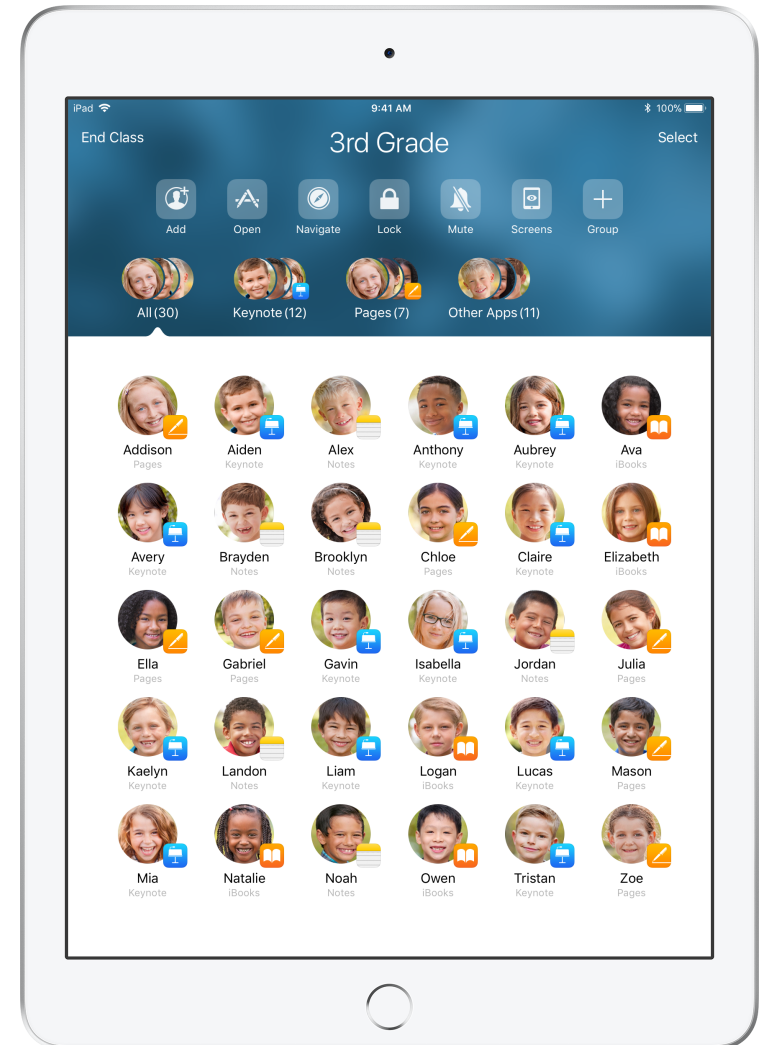 iPad 9:41 AM 100%
End Class 3rd Grade Select
Add Open Navigate Lock Mute Screens Group
All (30) Keynote (12) Pages (7) Other Apps (11)
Addison Aiden Alex Anthony Aubrey Ava
Pages Keynote Notes Keynote Keynote iBooks
Avery Brayden Brooklyn Chloe Claire Elizabeth
Keynote Notes Notes Pages Keynote iBooks
Ella Gabriel Gavin Isabella Jordan Julia
Pages Pages Keynote Keynote Notes Pages
Kaelyn Landon Liam Logan Lucas Mason
Keynote Notes Keynote iBooks Keynote Pages
Mia Natalie Noah Owen Tristan Zoe
Keynote iBooks Notes iBooks Keynote Pages